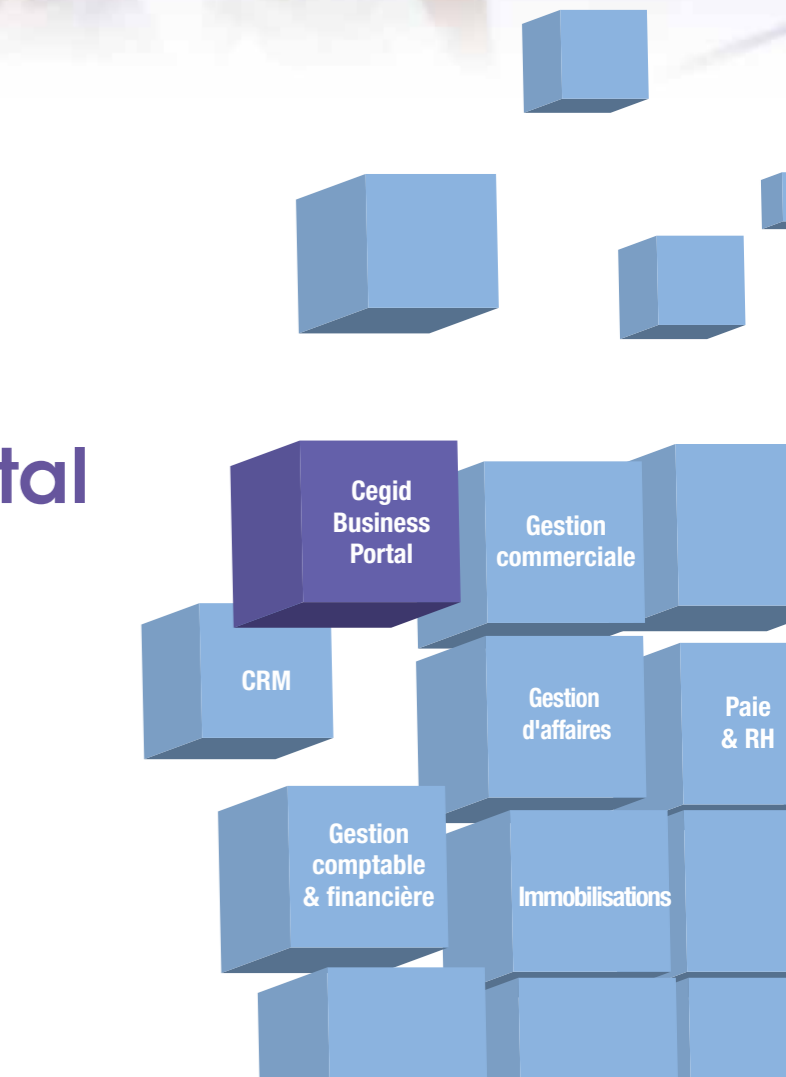 tal
Cegid
Business
Portal
Gestion
commerciale
CRM
Gestion
d'affaires
Paie
& RH
Gestion
comptable
& financière
Immobilisations